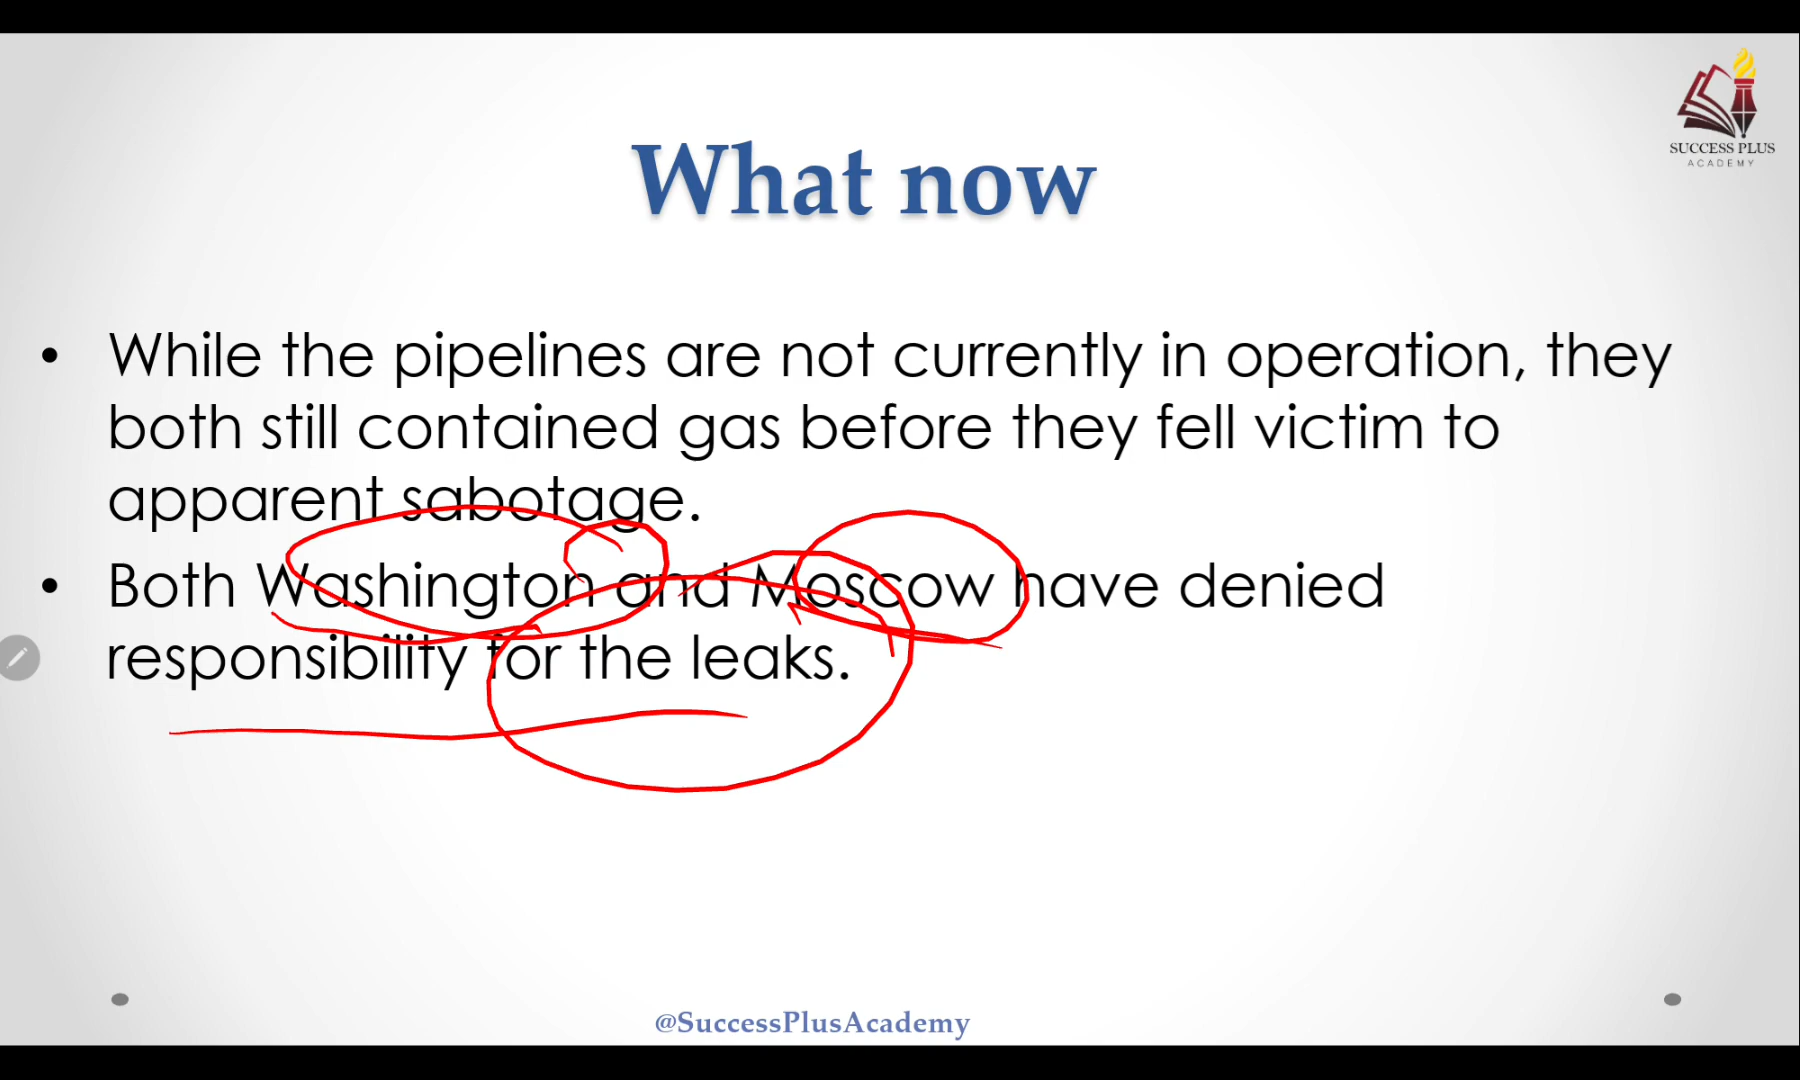 SUCCESS PLUS
ACADEMY
What now
• While the pipelines are not currently in operation, they
both still contained gas before they fell victim to
apparent sabotage.
• Both Washington and Moscow have denied
responsibility for the leaks.
@SuccessPlusAcademy